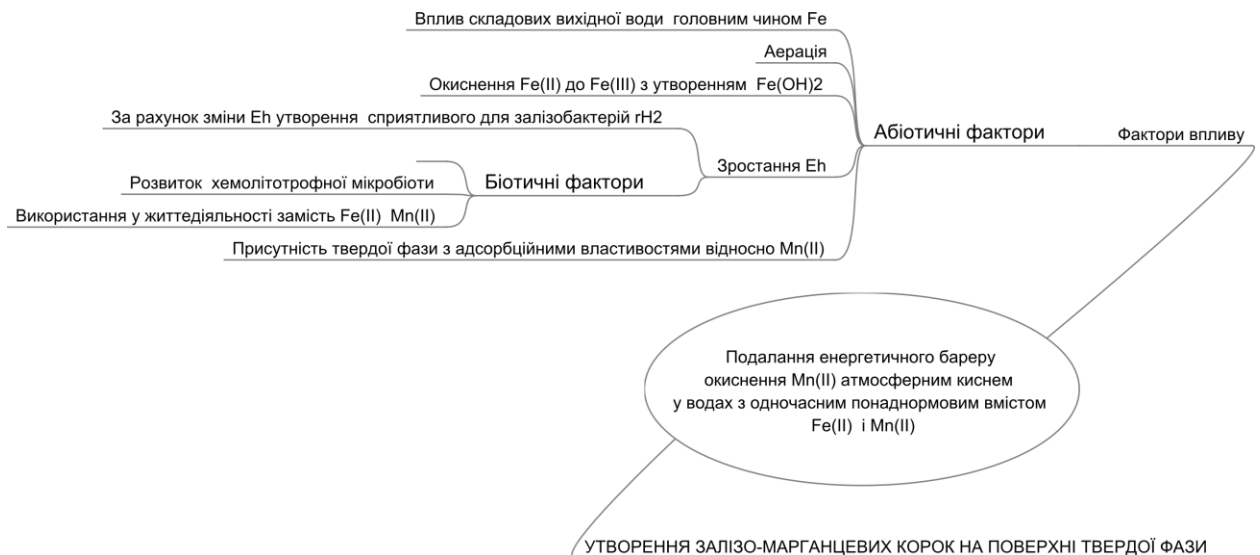 Вплив складових вихідної води головним чином Fe
Аерація
Окиснення Fe(II) до Fe(III) з утворенням Fe(OH)2
За рахунок зміни Eh утворення сприятливого для залізобактерій rH2
Абіотичні фактори
Фактори впливу
Зростання Eh
Біотичні фактори
Розвиток хемолітотрофної мікробіоти
Використання у життедіяльності замість Fe(II) Mn(II)
Присутність твердої фази з адсорбційними властивостями відносно Mn(II)
Подалання енергетичного бареру
окиснення Mn(II) атмосферним киснем
у водах з одночасним понаднормовим вмістом
Fe(II) і Mn(II)
УТВОРЕННЯ ЗАЛІЗО-МАРГАНЦЕВИХ КОРОК НА ПОВЕРХНІ ТВЕРДОЇ ФАЗИ